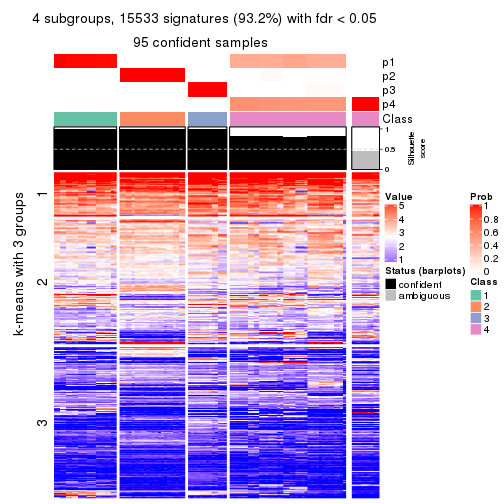 4 subgroups, 15533 signatures (93.2%) with fdr < 0.05
95 confident samples
p1
p2
p3
p4
Class
1
0.5
0
Silhouette
score
k-means with 3 groups
1
2
3
Value
5
4
3
2
1
Status (barplots)
confident
ambiguous
Prob
1
0.8
0.6
0.4
0.2
0
Class
1
2
3
4